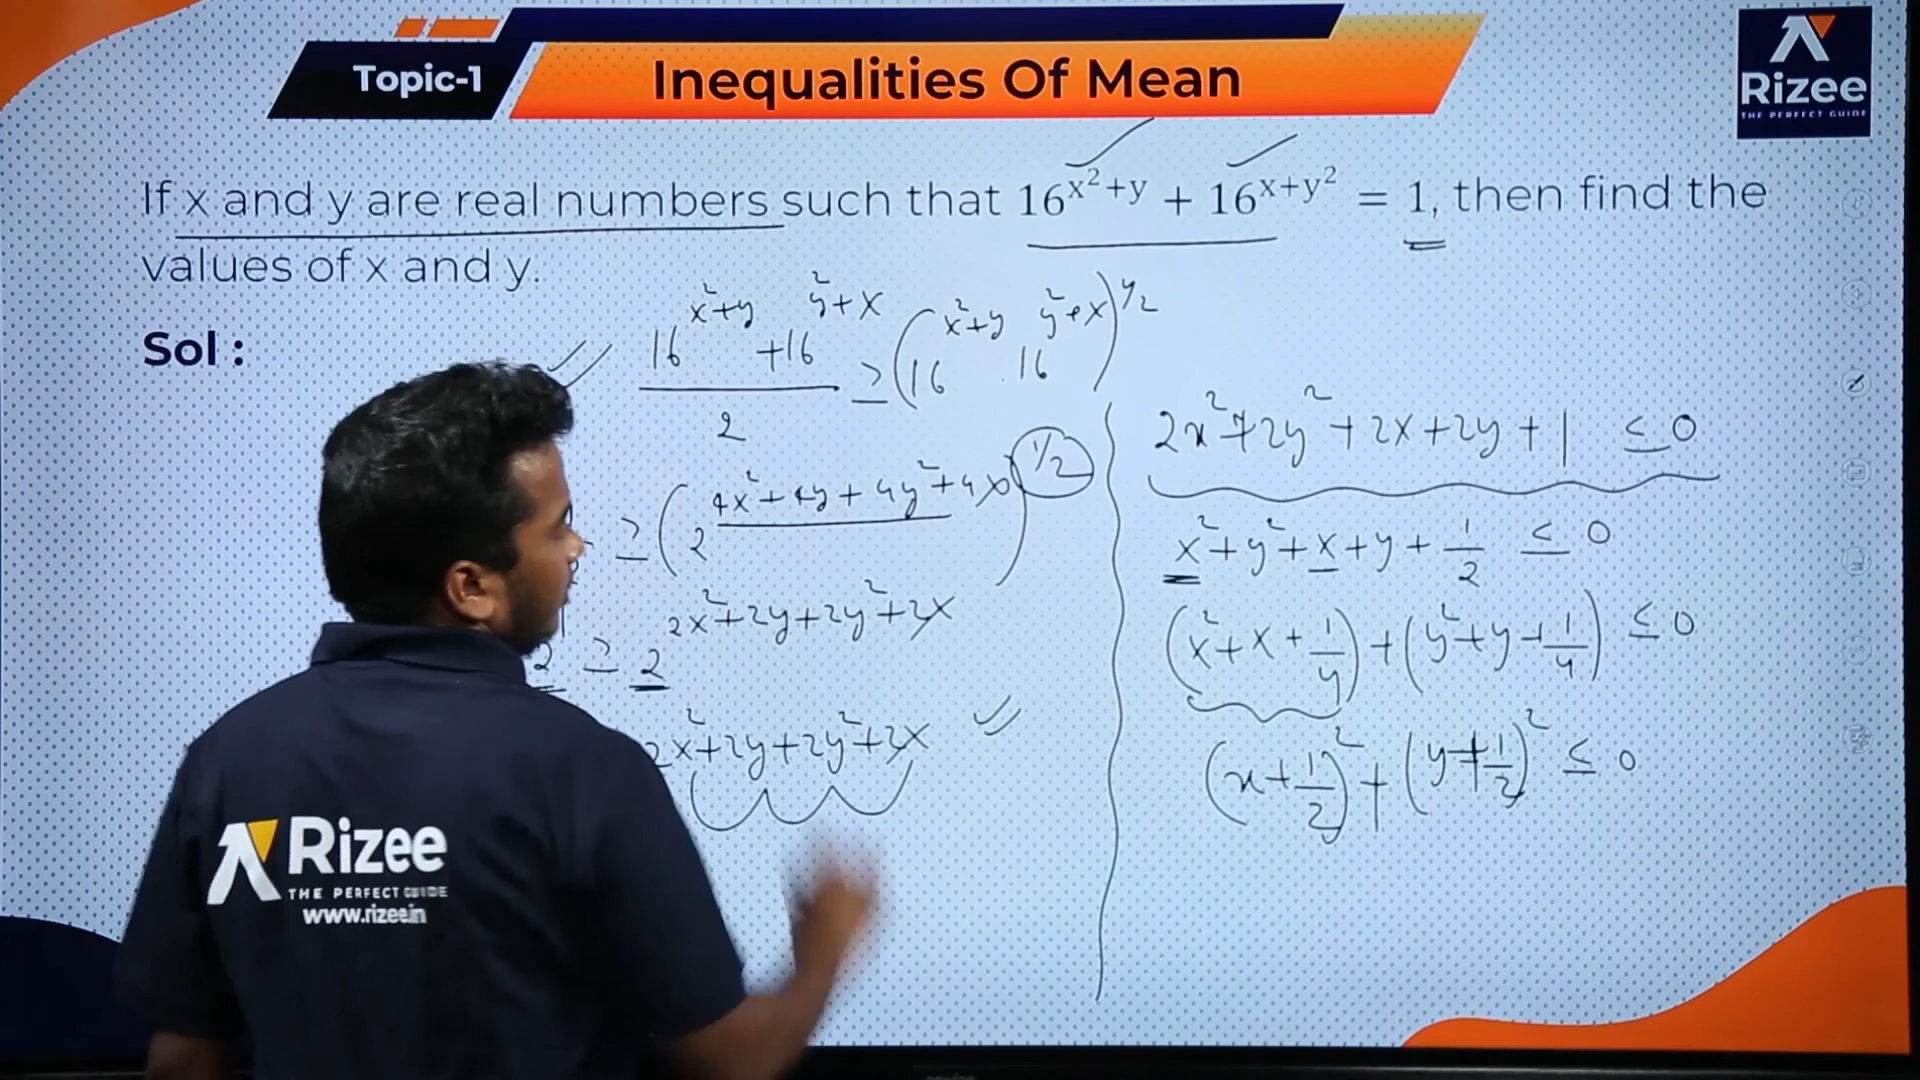 Topic-1
Inequalities Of Mean
Rizee
THE PERFECT GUIDE
If x and y are real numbers such that 16^{x²+y} + 16^{x+y²} = 1, then find the
values of x and y.
Sol :
(16^{x²+y} + 16^{y²+x})/2 ≥ (16^{x²+y} . 16^{y²+x})^{1/2}
≥ (2^{4x²+4y+4y²+4x})^{1/2}
2 ≥ 2^{2x²+2y+2y²+2x}
2x²+2y+2y²+2x
2x²+2y²+2x+2y+1 ≤ 0
x²+y²+x+y+1/2 ≤ 0
(x²+x+1/4)+(y²+y+1/4) ≤ 0
(x+1/2)²+(y+1/2)² ≤ 0
Rizee
THE PERFECT GUIDE
www.rizee.in